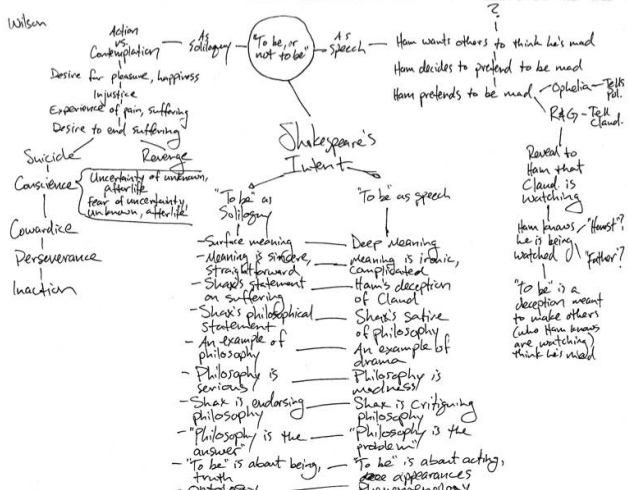 Wilson
Action
vs.
Contemplation
As
Soliloquy
"To be, or
not to be"
As
speech
?
Ham wants others to think he's mad
Ham decides to pretend to be mad
Ham pretends to be mad
Ophelia — Tells
Pol.
R&G — Tell
Claud.
Desire for pleasure, happiness
Injustice
Experience of pain, suffering
Desire to end suffering
Suicide
Revenge
Conscience
Uncertainty of unknown,
afterlife
fear of uncertainty,
unknown, afterlife
Cowardice
Perseverance
Inaction
Reveal to
Ham that
Claud. is
watching
Ham knows
he is being
watched
"Honest"?
"Father"?
"To be" is a
deception meant
to make others
(who Ham knows
are watching)
think he's mad
Shakespeare's
Intent
"To be" as
Soliloquy
"To be" as speech
- Surface meaning — Deep Meaning
- Meaning is sincere,
straightforward
meaning is ironic,
complicated
- Shax's statement
on suffering
Ham's deception
of Claud
- Shax's philosophical
statement
Shax's satire
of philosophy
- An example of
philosophy
An example of
drama
- Philosophy is
serious
Philosophy is
madness
- Shax is endorsing
philosophy
Shax is critiquing
philosophy
- "Philosophy is the
answer"
"Philosophy is the
problem"
- "To be" is about being,
truth
"To be" is about acting,
appearances
- Ontology
Phenomenology